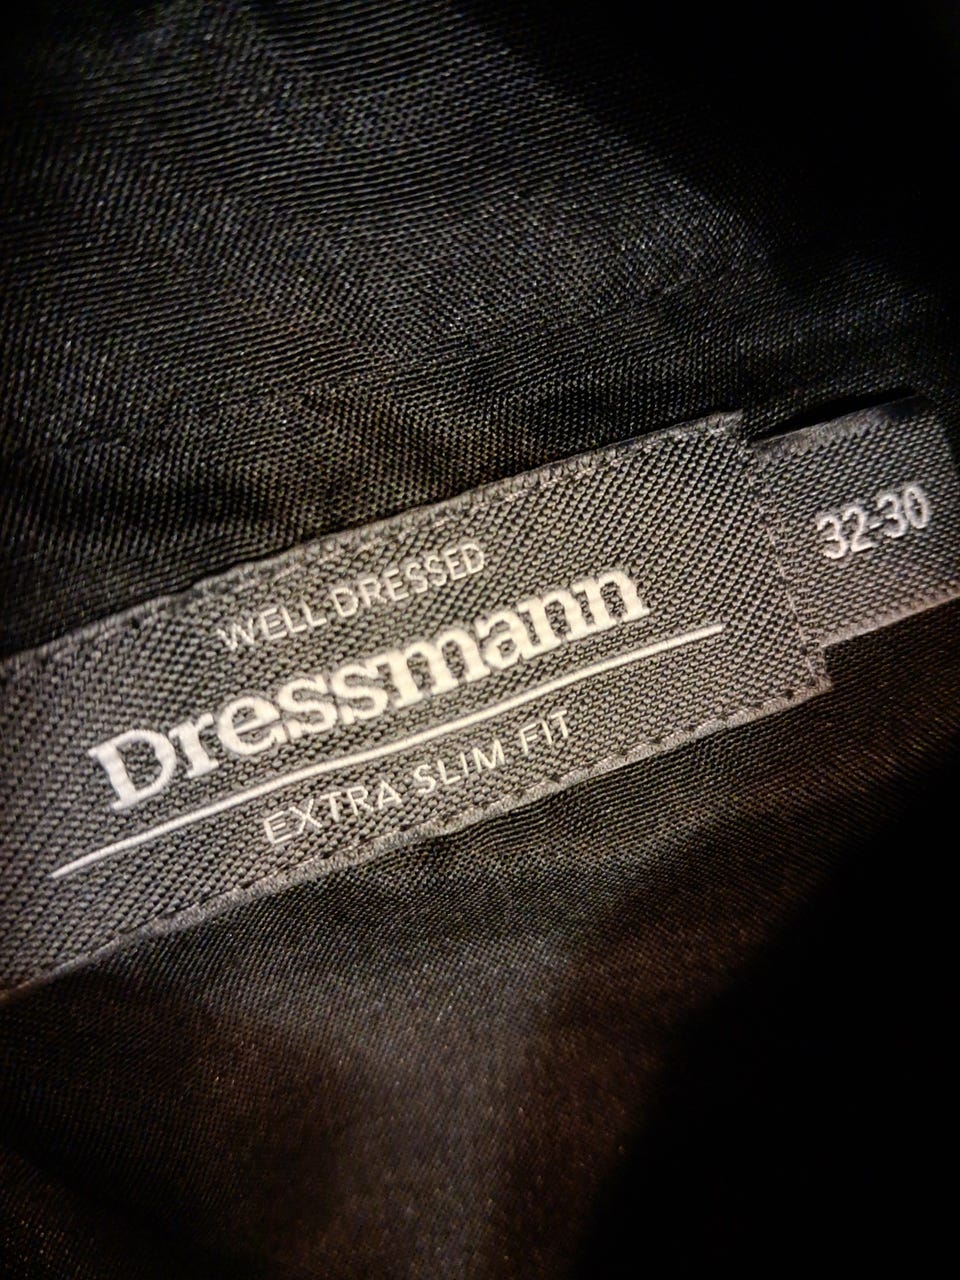 WELL-DRESSED
Dressmann
EXTRA SLIM FIT
32-30